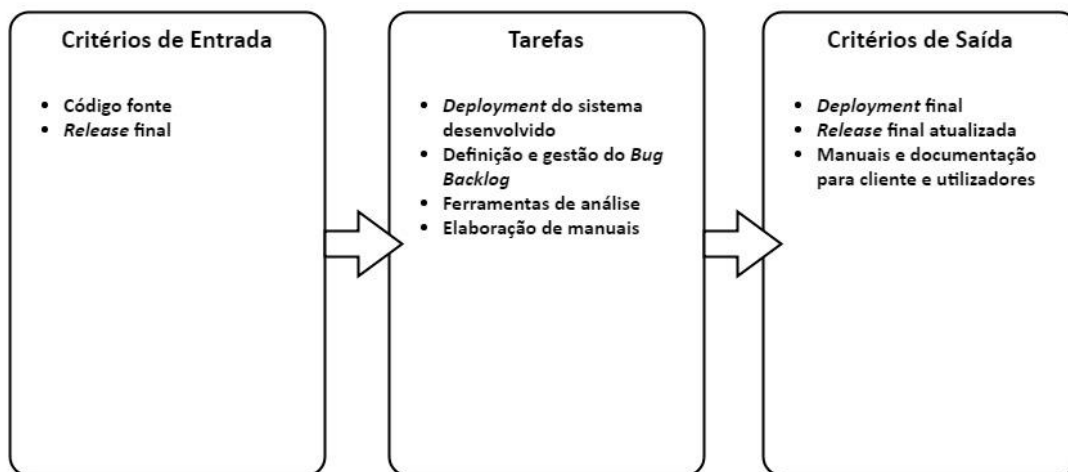 Critérios de Entrada
• Código fonte
• Release final
Tarefas
• Deployment do sistema
desenvolvido
• Definição e gestão do Bug
Backlog
• Ferramentas de análise
• Elaboração de manuais
Critérios de Saída
• Deployment final
• Release final atualizada
• Manuais e documentação
para cliente e utilizadores